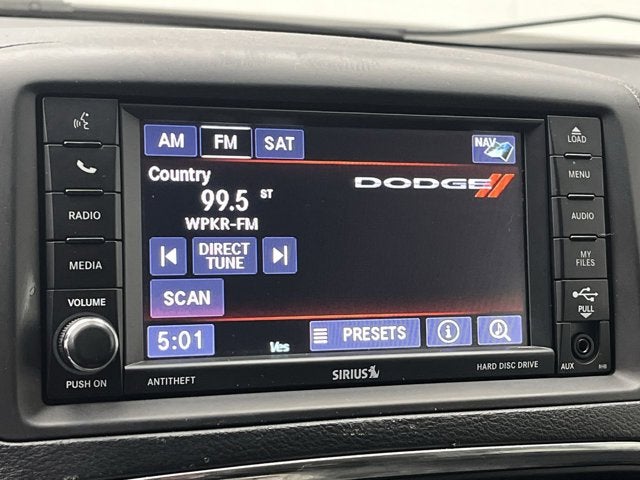 AM FM SAT NAV
LOAD
MENU
Country
DODGE
99.5 ST
WPKR-FM
RADIO
AUDIO
DIRECT
TUNE
MEDIA
MY
FILES
SCAN
VOLUME
PULL
5:01
Yes
PRESETS
PUSH ON
ANTITHEFT
SIRIUS
HARD DISC DRIVE
AUX